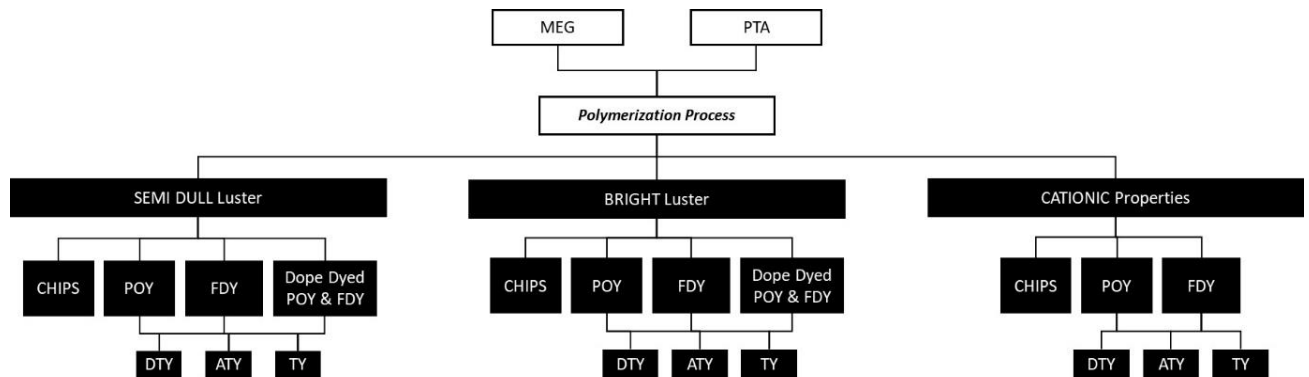 MEG
PTA
Polymerization Process
SEMI DULL Luster
BRIGHT Luster
CATIONIC Properties
CHIPS
POY
FDY
Dope Dyed
POY & FDY
CHIPS
POY
FDY
Dope Dyed
POY & FDY
CHIPS
POY
FDY
DTY
ATY
TY
DTY
ATY
TY
DTY
ATY
TY